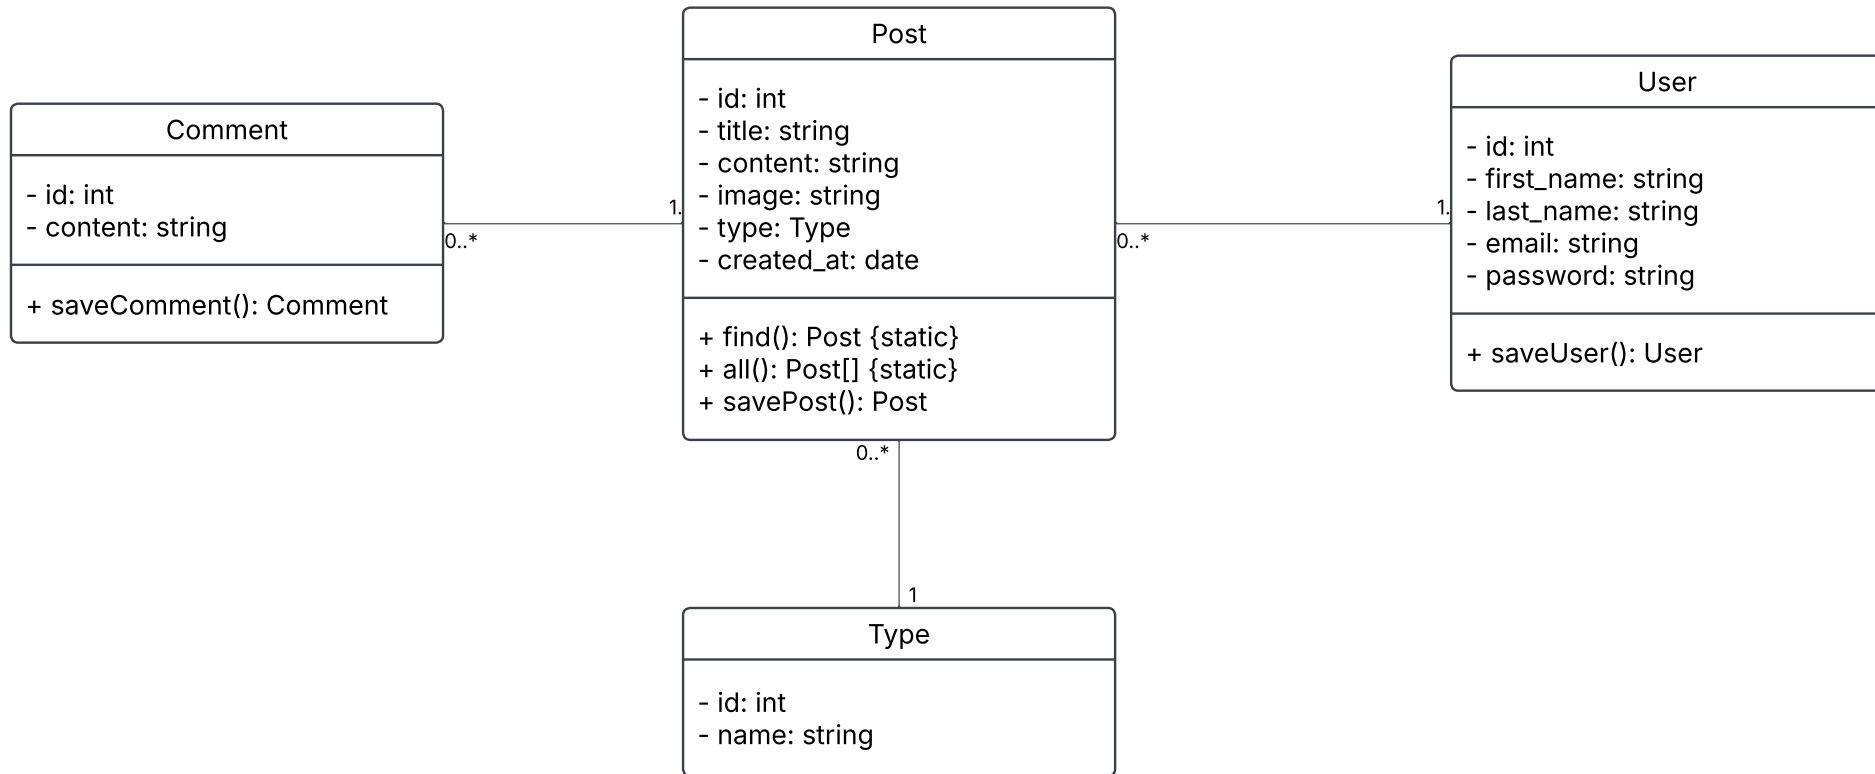 Post
- id: int
- title: string
- content: string
- image: string
- type: Type
- created_at: date
+ find(): Post {static}
+ all(): Post[] {static}
+ savePost(): Post
Comment
- id: int
- content: string
+ saveComment(): Comment
User
- id: int
- first_name: string
- last_name: string
- email: string
- password: string
+ saveUser(): User
1.
0..*
1.
0..*
0..*
1
Type
- id: int
- name: string